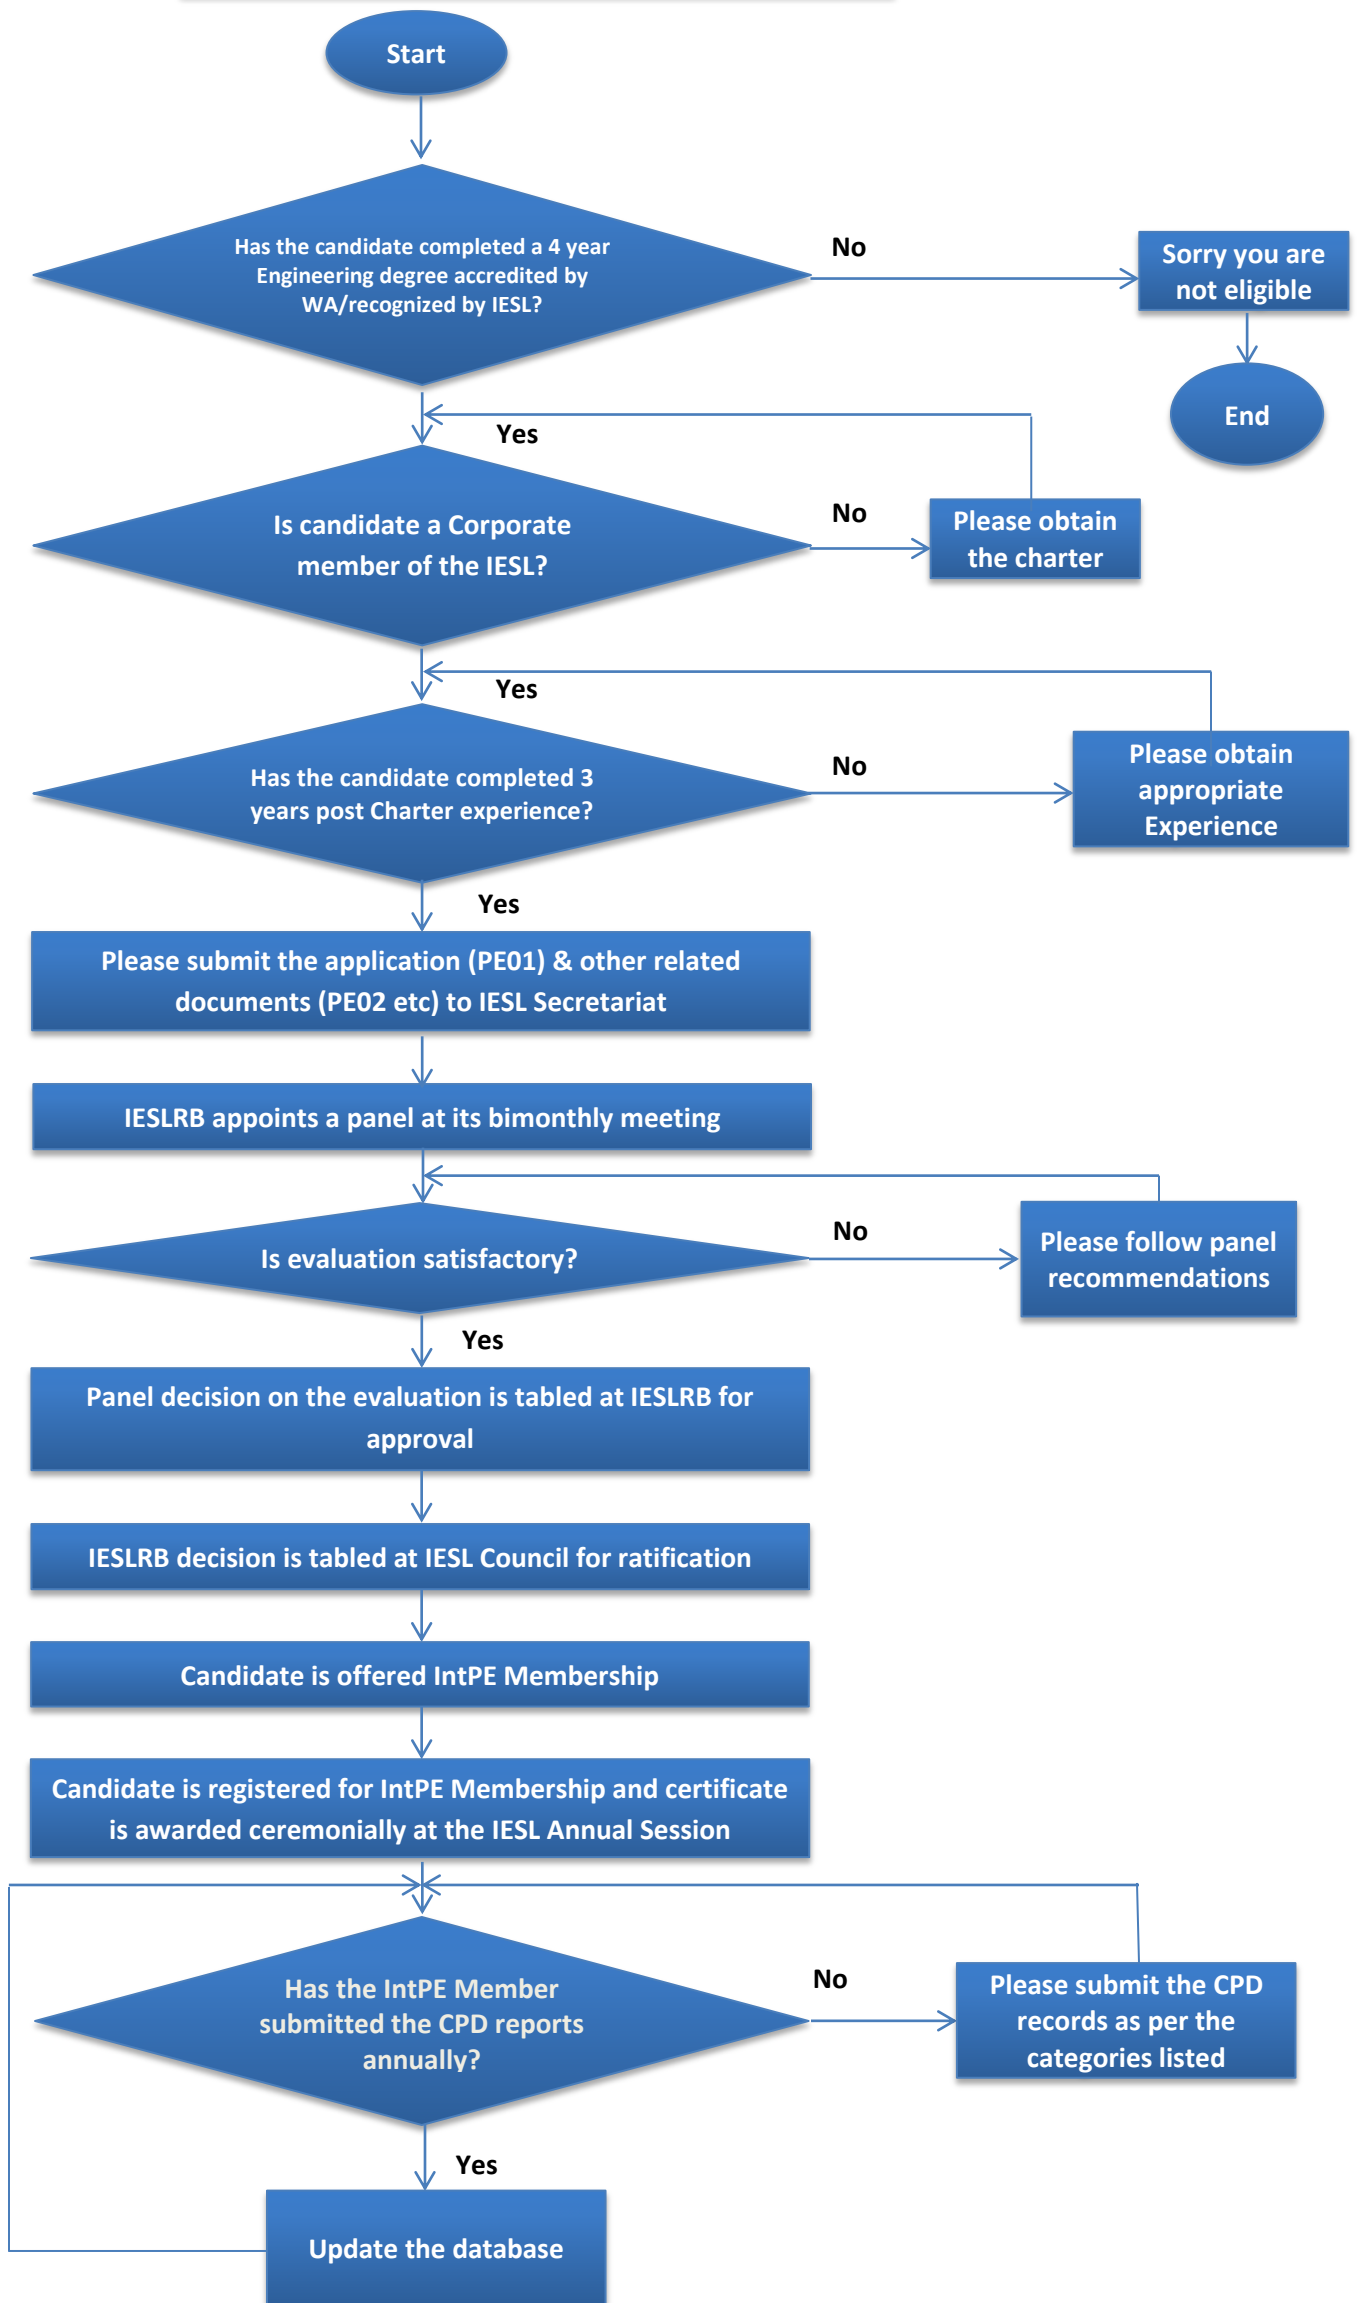 Start
Has the candidate completed a 4 year
Engineering degree accredited by
WA/recognized by IESL?
No
Sorry you are
not eligible
End
Yes
Is candidate a Corporate
member of the IESL?
No
Please obtain
the charter
Yes
Has the candidate completed 3
years post Charter experience?
No
Please obtain
appropriate
Experience
Yes
Please submit the application (PE01) & other related
documents (PE02 etc) to IESL Secretariat
IESLRB appoints a panel at its bimonthly meeting
Is evaluation satisfactory?
No
Please follow panel
recommendations
Yes
Panel decision on the evaluation is tabled at IESLRB for
approval
IESLRB decision is tabled at IESL Council for ratification
Candidate is offered IntPE Membership
Candidate is registered for IntPE Membership and certificate
is awarded ceremonially at the IESL Annual Session
Has the IntPE Member
submitted the CPD reports
annually?
No
Please submit the CPD
records as per the
categories listed
Yes
Update the database